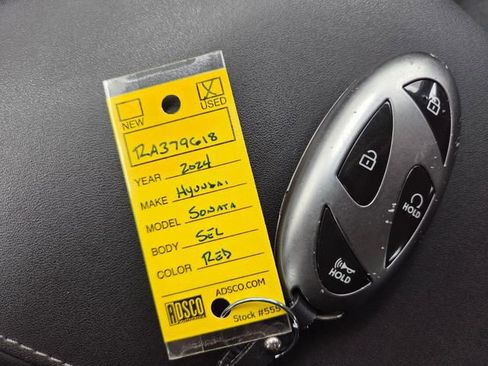 NEW
X USED
RA379618
YEAR 2024
MAKE HYUNDAI
MODEL SONATA
BODY SEL
COLOR RED
ADSCO
ADSCO.COM
Stock #555
HOLD
HOLD